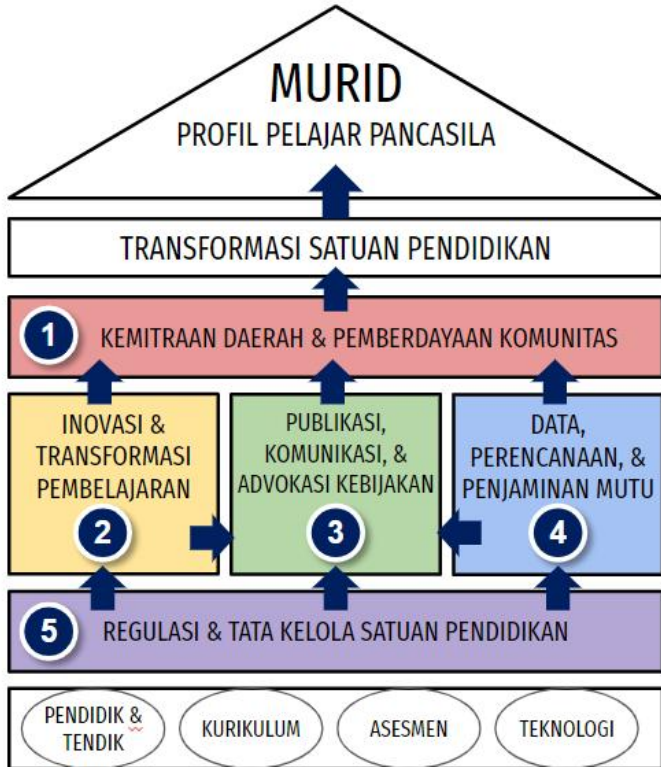 MURID
PROFIL PELAJAR PANCASILA
TRANSFORMASI SATUAN PENDIDIKAN
1 KEMITRAAN DAERAH & PEMBERDAYAAN KOMUNITAS
INOVASI &
TRANSFORMASI
PEMBELAJARAN
2
PUBLIKASI,
KOMUNIKASI, &
ADVOKASI KEBIJAKAN
3
DATA,
PERENCANAAN, &
PENJAMINAN MUTU
4
5 REGULASI & TATA KELOLA SATUAN PENDIDIKAN
PENDIDIK &
TENDIK
KURIKULUM
ASESMEN
TEKNOLOGI